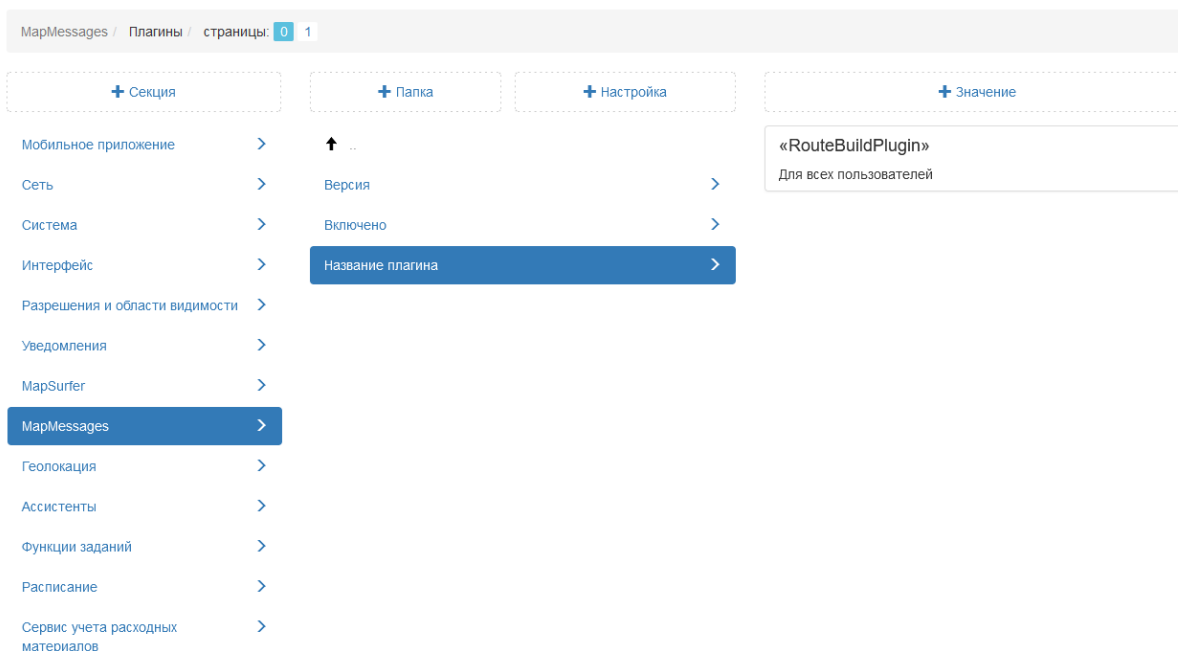 MapMessages / Плагины / страницы: 0 1
Секция
Папка
Настройка
Значение
Мобильное приложение
Сеть
Система
Интерфейс
Разрешения и области видимости
Уведомления
MapSurfer
MapMessages
Геолокация
Ассистенты
Функции заданий
Расписание
Сервис учета расходных
материалов
..
Версия
Включено
Название плагина
«RouteBuildPlugin»
Для всех пользователей